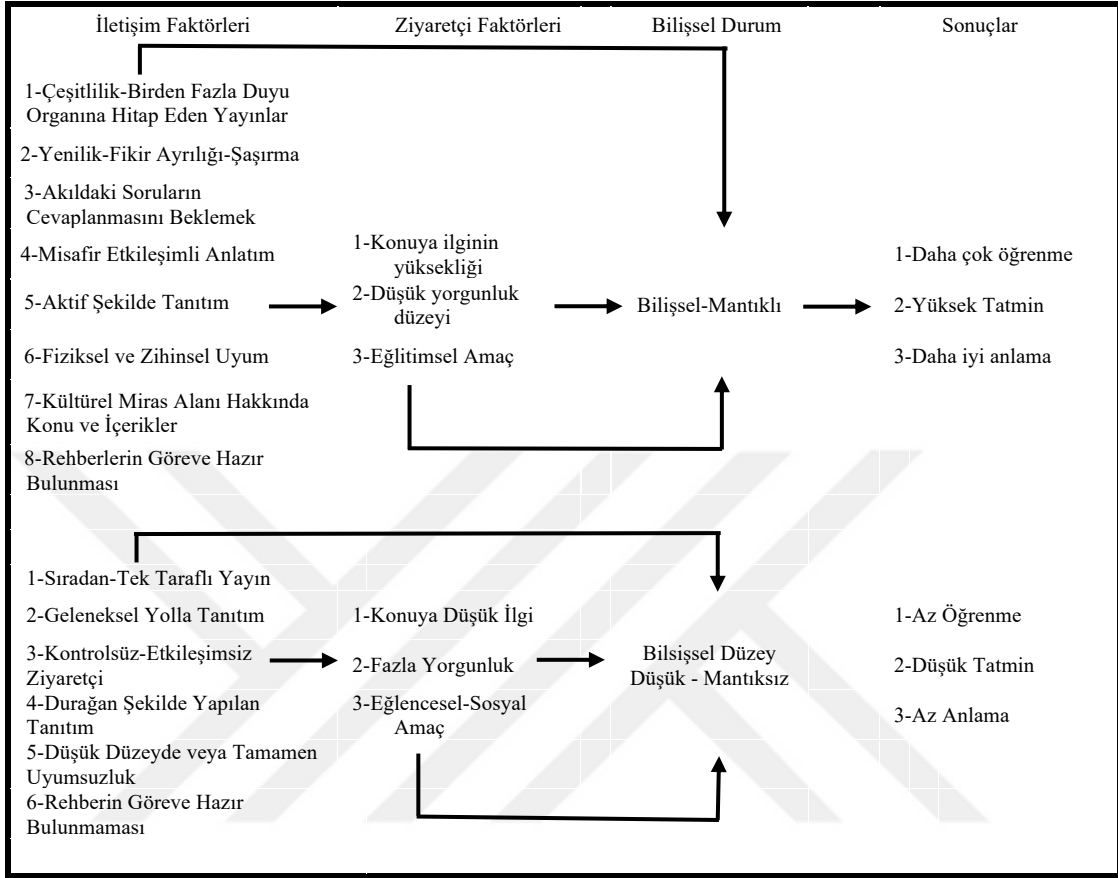 İletişim Faktörleri
Ziyaretçi Faktörleri
Bilişsel Durum
Sonuçlar
1-Çeşitlilik-Birden Fazla Duyu
Organına Hitap Eden Yayınlar
2-Yenilik-Fikir Ayrılığı-Şaşırma
3-Akıldaki Soruların
Cevaplanmasını Beklemek
4-Misafir Etkileşimli Anlatım
5-Aktif Şekilde Tanıtım
6-Fiziksel ve Zihinsel Uyum
7-Kültürel Miras Alanı Hakkında
Konu ve İçerikler
8-Rehberlerin Göreve Hazır
Bulunması
1-Konuya ilginin
yüksekliği
2-Düşük yorgunluk
düzeyi
3-Eğlitimsel Amaç
Bilişsel-Mantıklı
1-Daha çok öğrenme
2-Yüksek Tatmin
3-Daha iyi anlama
1-Sıradan-Tek Taraflı Yayın
2-Geleneksel Yolla Tanıtım
3-Kontrolsüz-Etkileşimsiz
Ziyaretçi
4-Durağan Şekilde Yapılan
Tanıtım
5-Düşük Düzeyde veya Tamamen
Uyumsuzluk
6-Rehberin Göreve Hazır
Bulunmaması
1-Konuya Düşük İlgi
2-Fazla Yorgunluk
3-Eğlencesel-Sosyal
Amaç
Bilsişsel Düzey
Düşük - Mantıksız
1-Az Öğrenme
2-Düşük Tatmin
3-Az Anlama